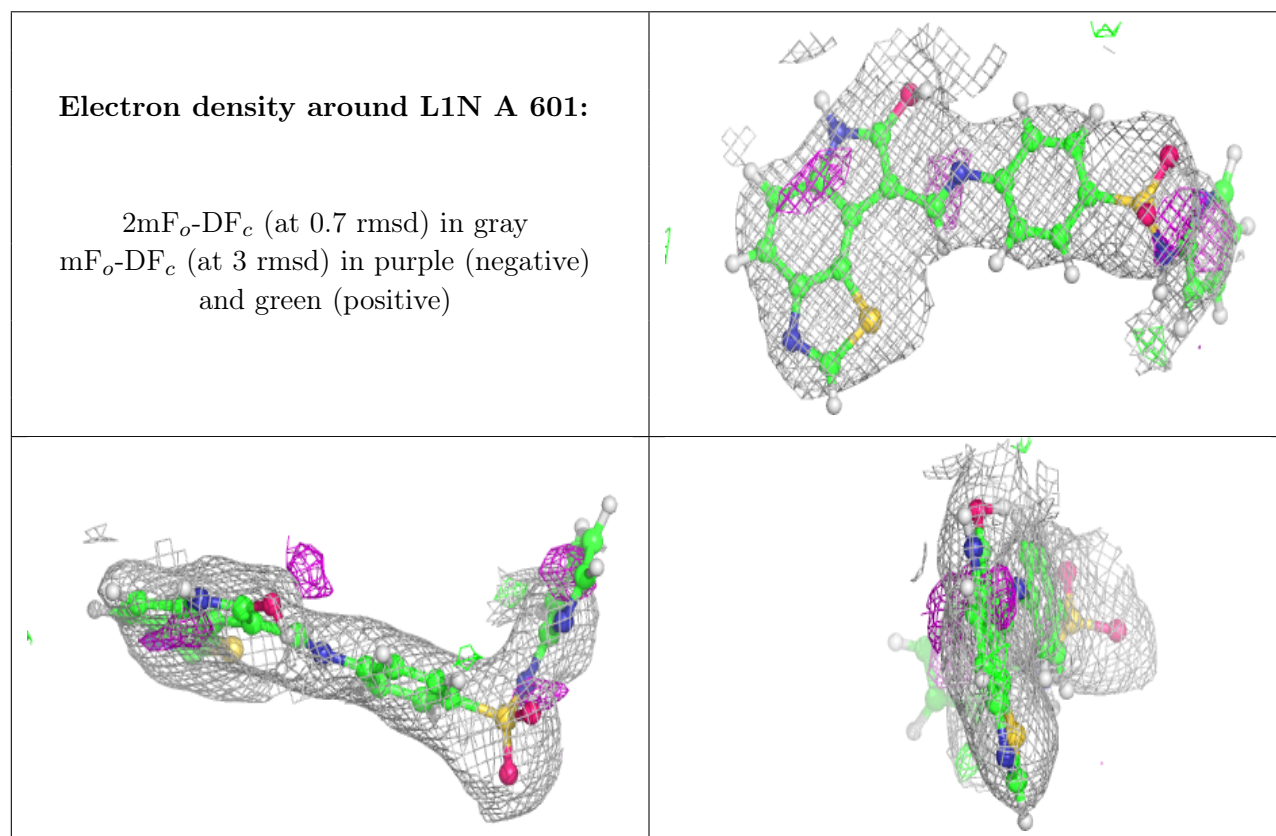 Electron density around L1N A 601:
2mFₒ-DF𝒸 (at 0.7 rmsd) in gray
mFₒ-DF𝒸 (at 3 rmsd) in purple (negative)
and green (positive)